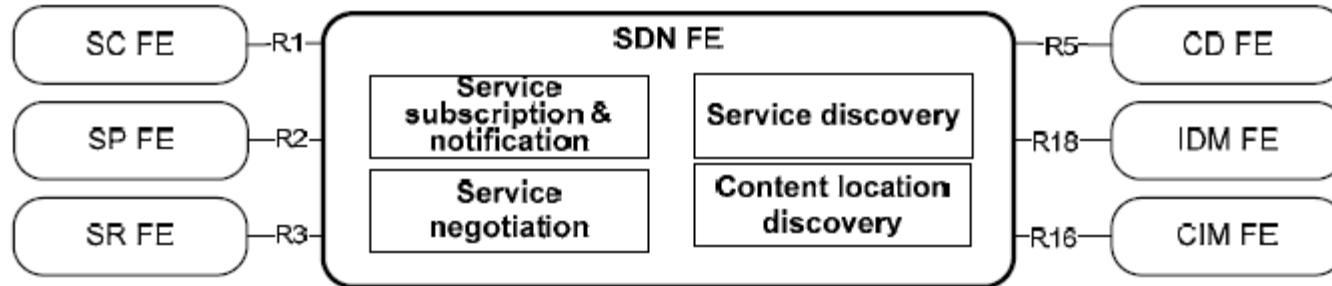 SC FE
R1
SDN FE
R5
CD FE
Service
subscription &
notification
Service discovery
SP FE
R2
R18
IDM FE
Service
negotiation
Content location
discovery
SR FE
R3
R16
CIM FE